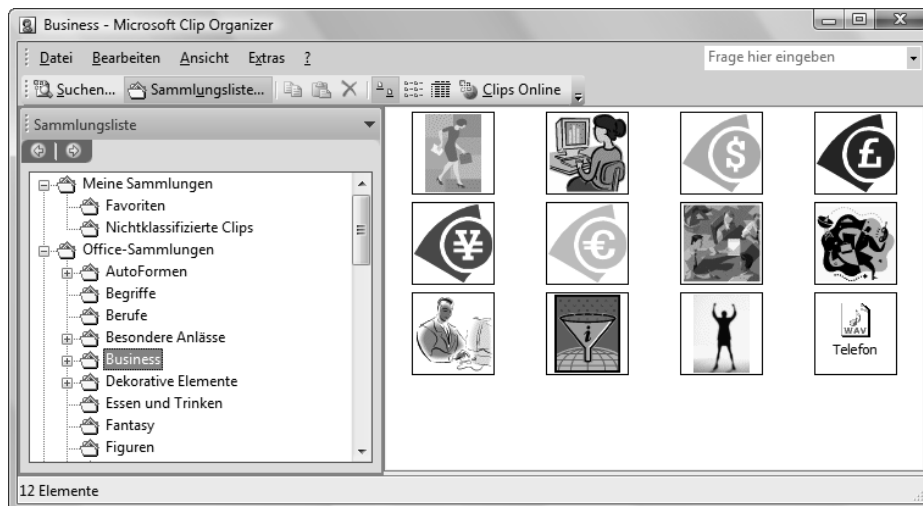 Business - Microsoft Clip Organizer
Datei Bearbeiten Ansicht Extras ?
Frage hier eingeben
Suchen... Sammlungsliste... Clips Online
Sammlungsliste
Meine Sammlungen
Favoriten
Nichtklassifizierte Clips
Office-Sammlungen
AutoFormen
Begriffe
Berufe
Besondere Anlässe
Business
Dekorative Elemente
Essen und Trinken
Fantasy
Figuren
$
£
¥
€
i
WAV
Telefon
12 Elemente